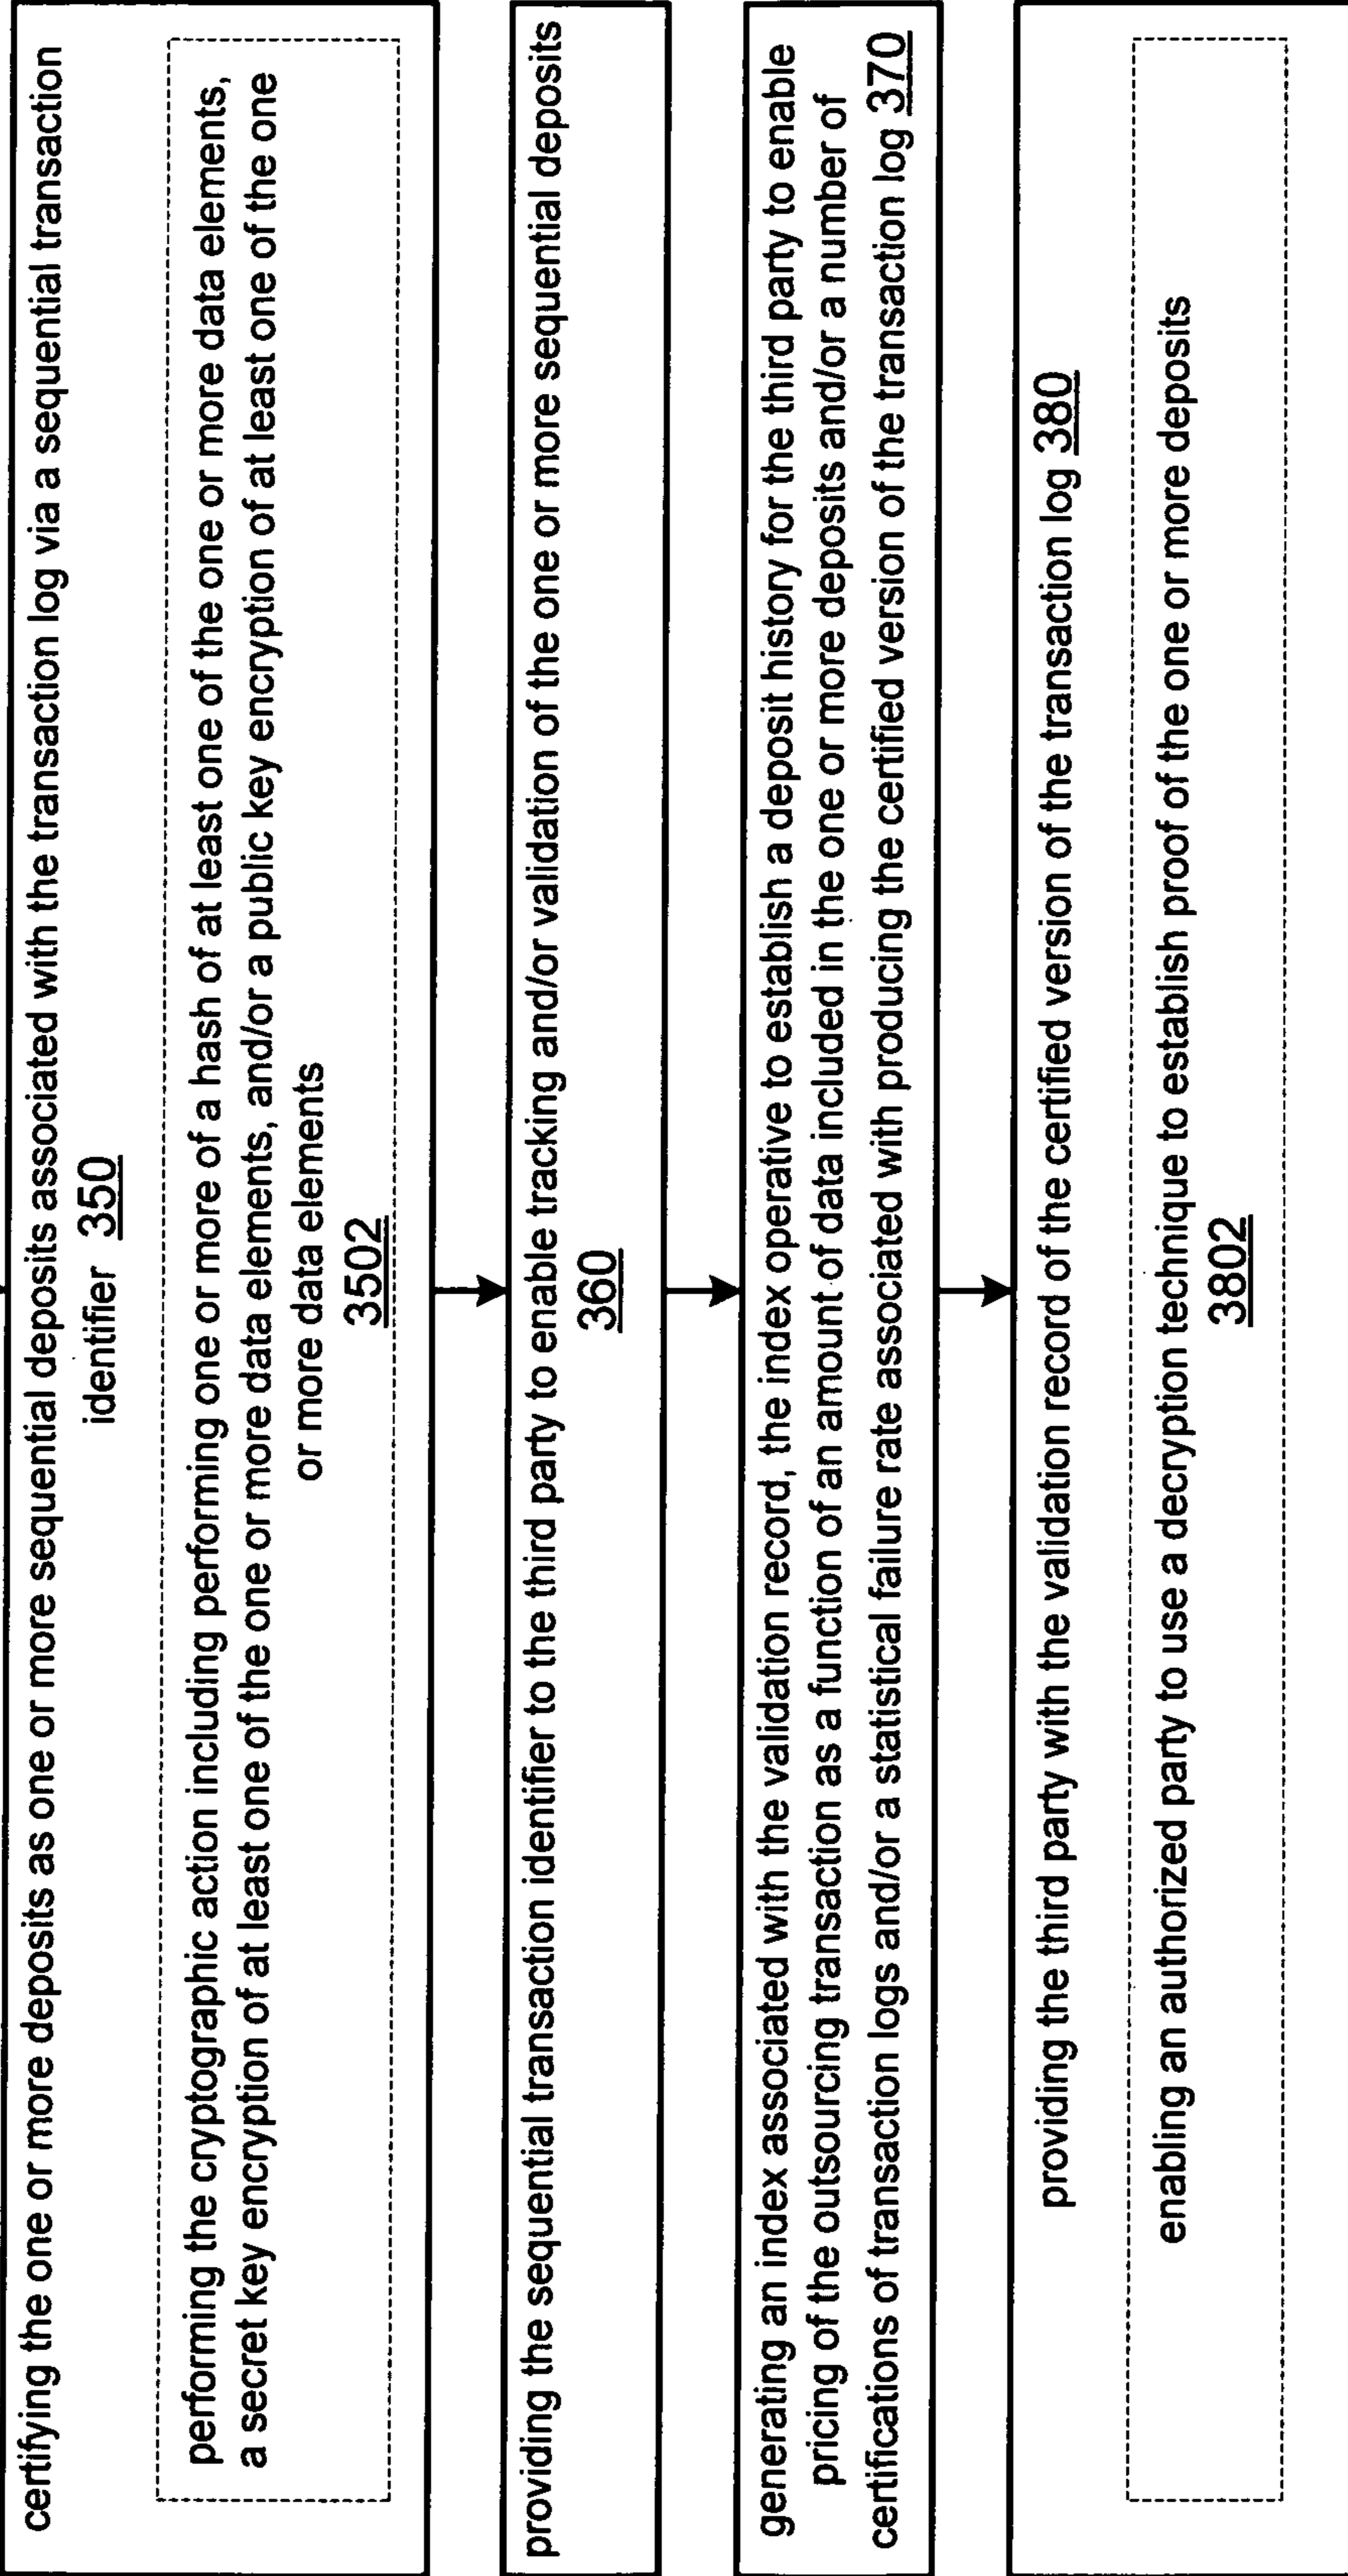 certifying the one or more deposits as one or more sequential deposits associated with the transaction log via a sequential transaction
identifier 350
performing the cryptographic action including performing one or more of a hash of at least one of the one or more data elements,
a secret key encryption of at least one of the one or more data elements, and/or a public key encryption of at least one of the one
or more data elements
3502
providing the sequential transaction identifier to the third party to enable tracking and/or validation of the one or more sequential deposits
360
generating an index associated with the validation record, the index operative to establish a deposit history for the third party to enable
pricing of the outsourcing transaction as a function of an amount of data included in the one or more deposits and/or a number of
certifications of transaction logs and/or a statistical failure rate associated with producing the certified version of the transaction log 370
providing the third party with the validation record of the certified version of the transaction log 380
enabling an authorized party to use a decryption technique to establish proof of the one or more deposits
3802